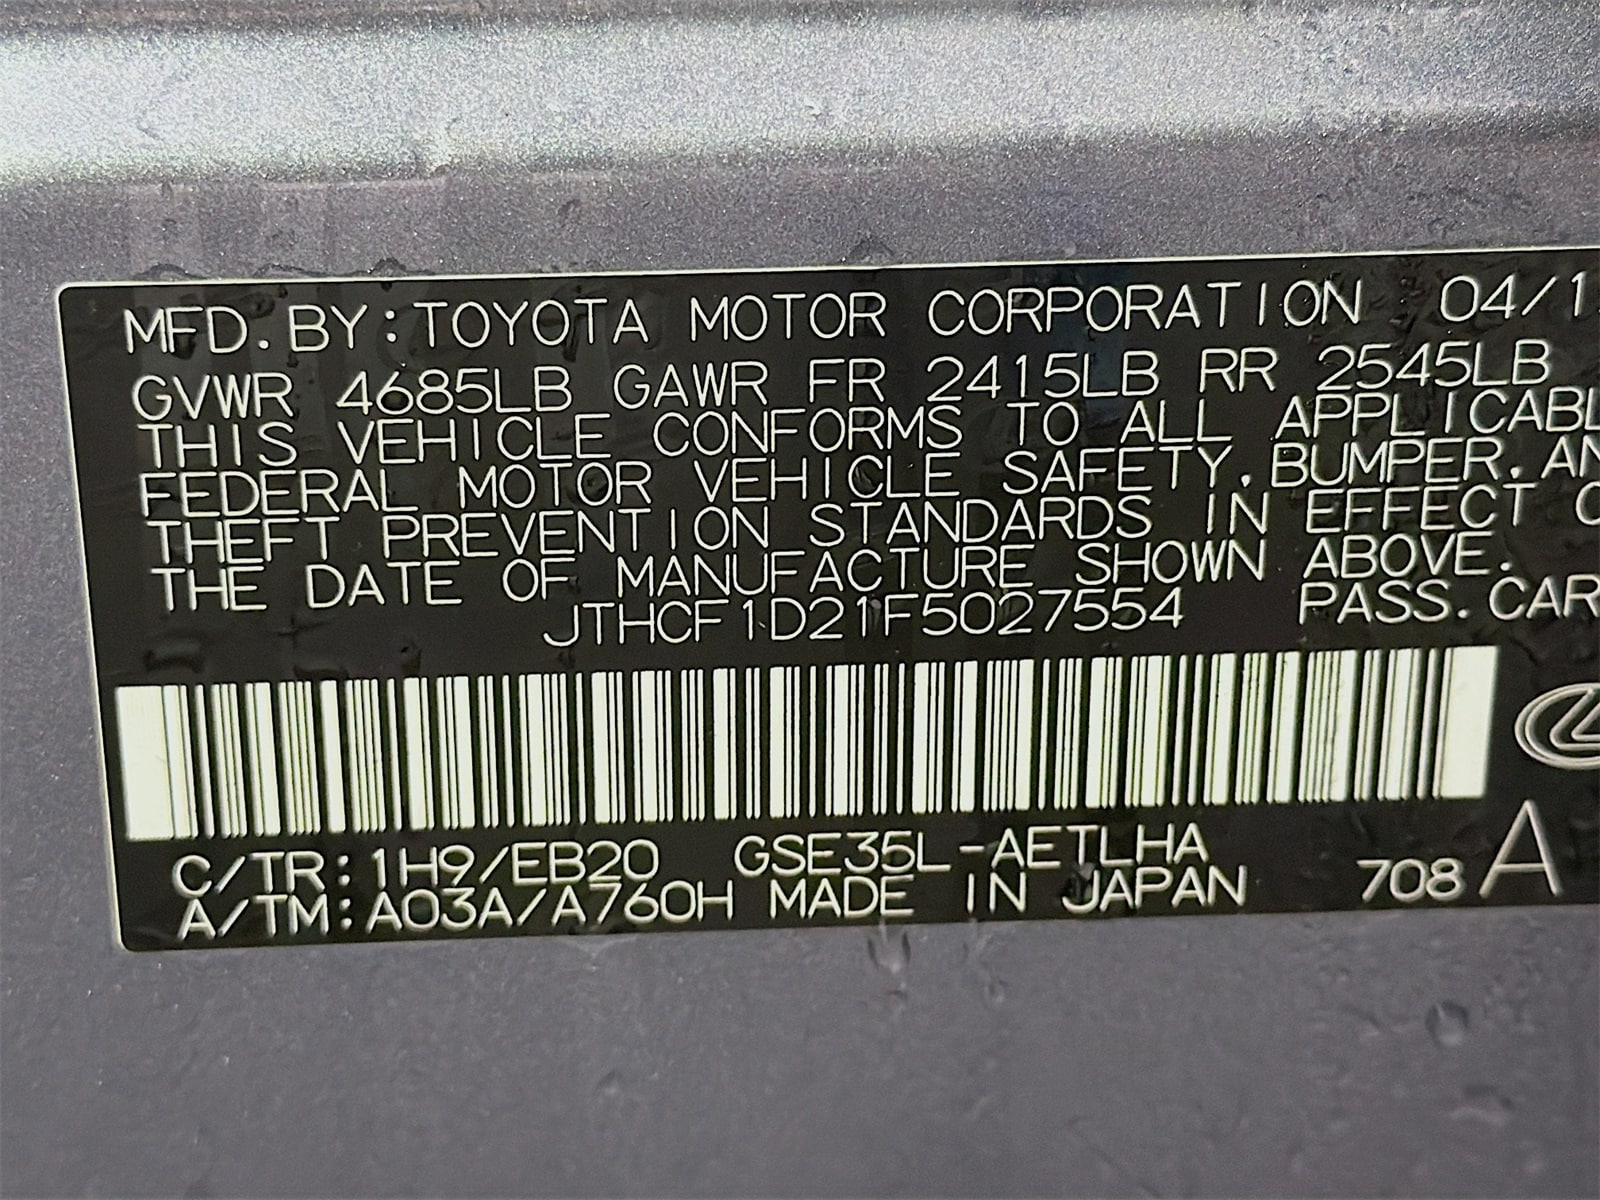 MFD. BY: TOYOTA MOTOR CORPORATION 04/1
GVWR 4685LB GAWR FR 2415LB RR 2545LB
THIS VEHICLE CONFORMS TO ALL APPLICABL
FEDERAL MOTOR VEHICLE SAFETY, BUMPER, AN
THEFT PREVENTION STANDARDS IN EFFECT O
THE DATE OF MANUFACTURE SHOWN ABOVE.
JTHCF1D21F5027554 PASS. CAR
C/TR: 1H9/EB20 GSE35L-AETLHA
A/TM: A03A/A760H MADE IN JAPAN 708 A